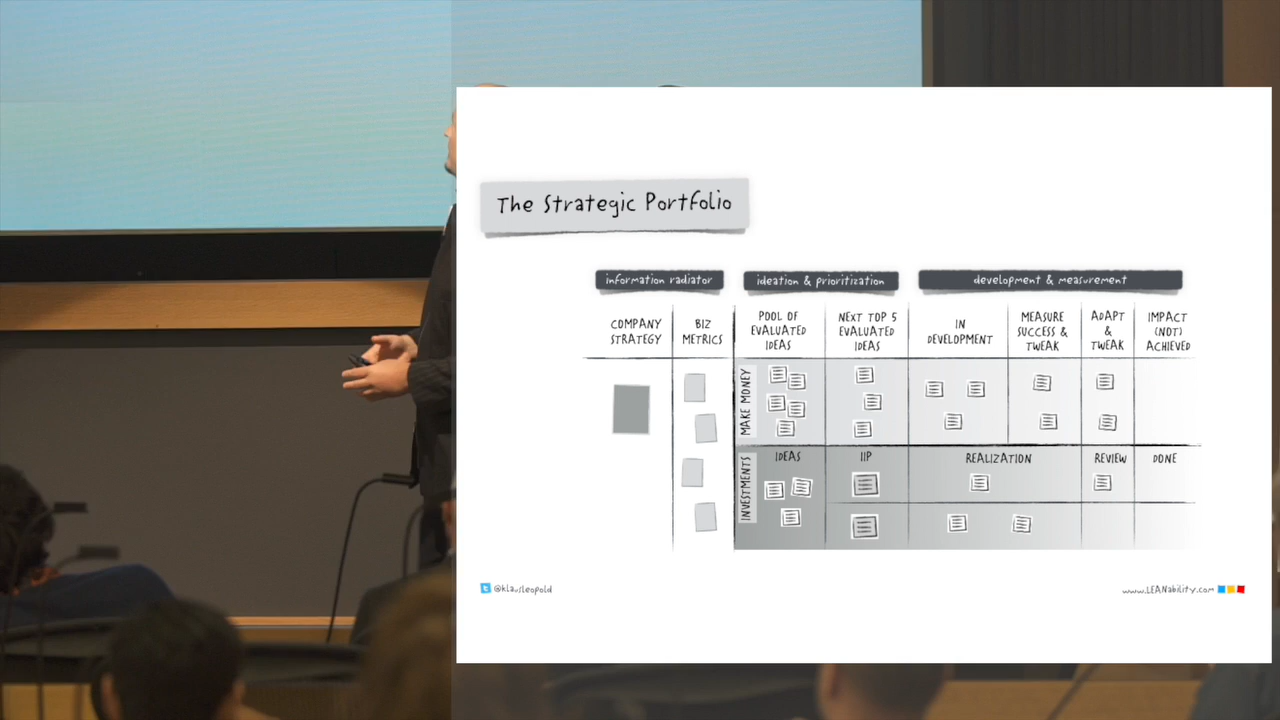 The Strategic Portfolio
information radiator
ideation & prioritization
development & measurement
COMPANY
STRATEGY
BIZ
METRICS
POOL OF
EVALUATED
IDEAS
NEXT TOP 5
EVALUATED
IDEAS
IN
DEVELOPMENT
MEASURE
SUCCESS &
TWEAK
ADAPT
&
TWEAK
IMPACT
(NOT)
ACHIEVED
MAKE MONEY
INVESTMENTS
IDEAS
IIP
REALIZATION
REVIEW
DONE
@klausleopold
www.LEANability.com